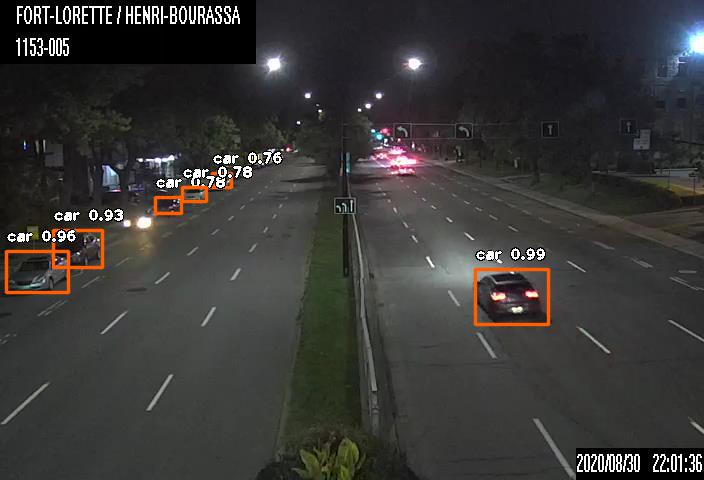 FORT-LORETTE / HENRI-BOURASSA
1153-005
car 0.76
car 0.78
car 0.78
car 0.93
car 0.96
car 0.99
2020/08/30 22:01:36